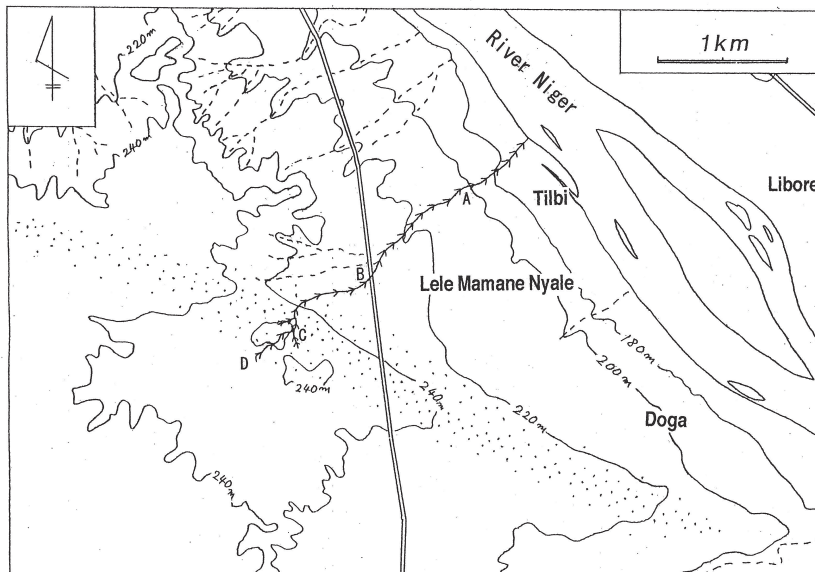 220m
River Niger
1km
240m
Tilbi
Libore
A
B
Lele Mamane Nyale
C
D
180m
200m
240m
240m
220m
Doga
240m